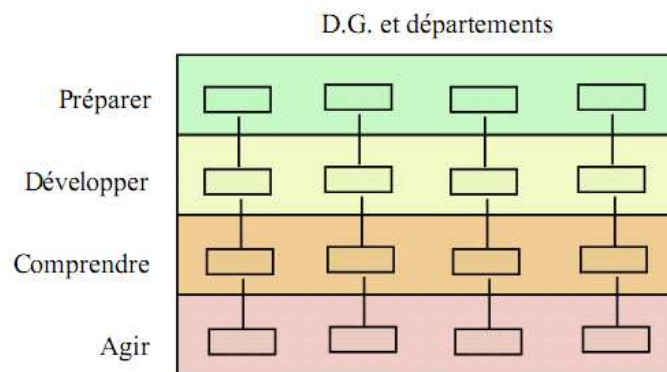 D.G. et départements
Préparer
Développer
Comprendre
Agir